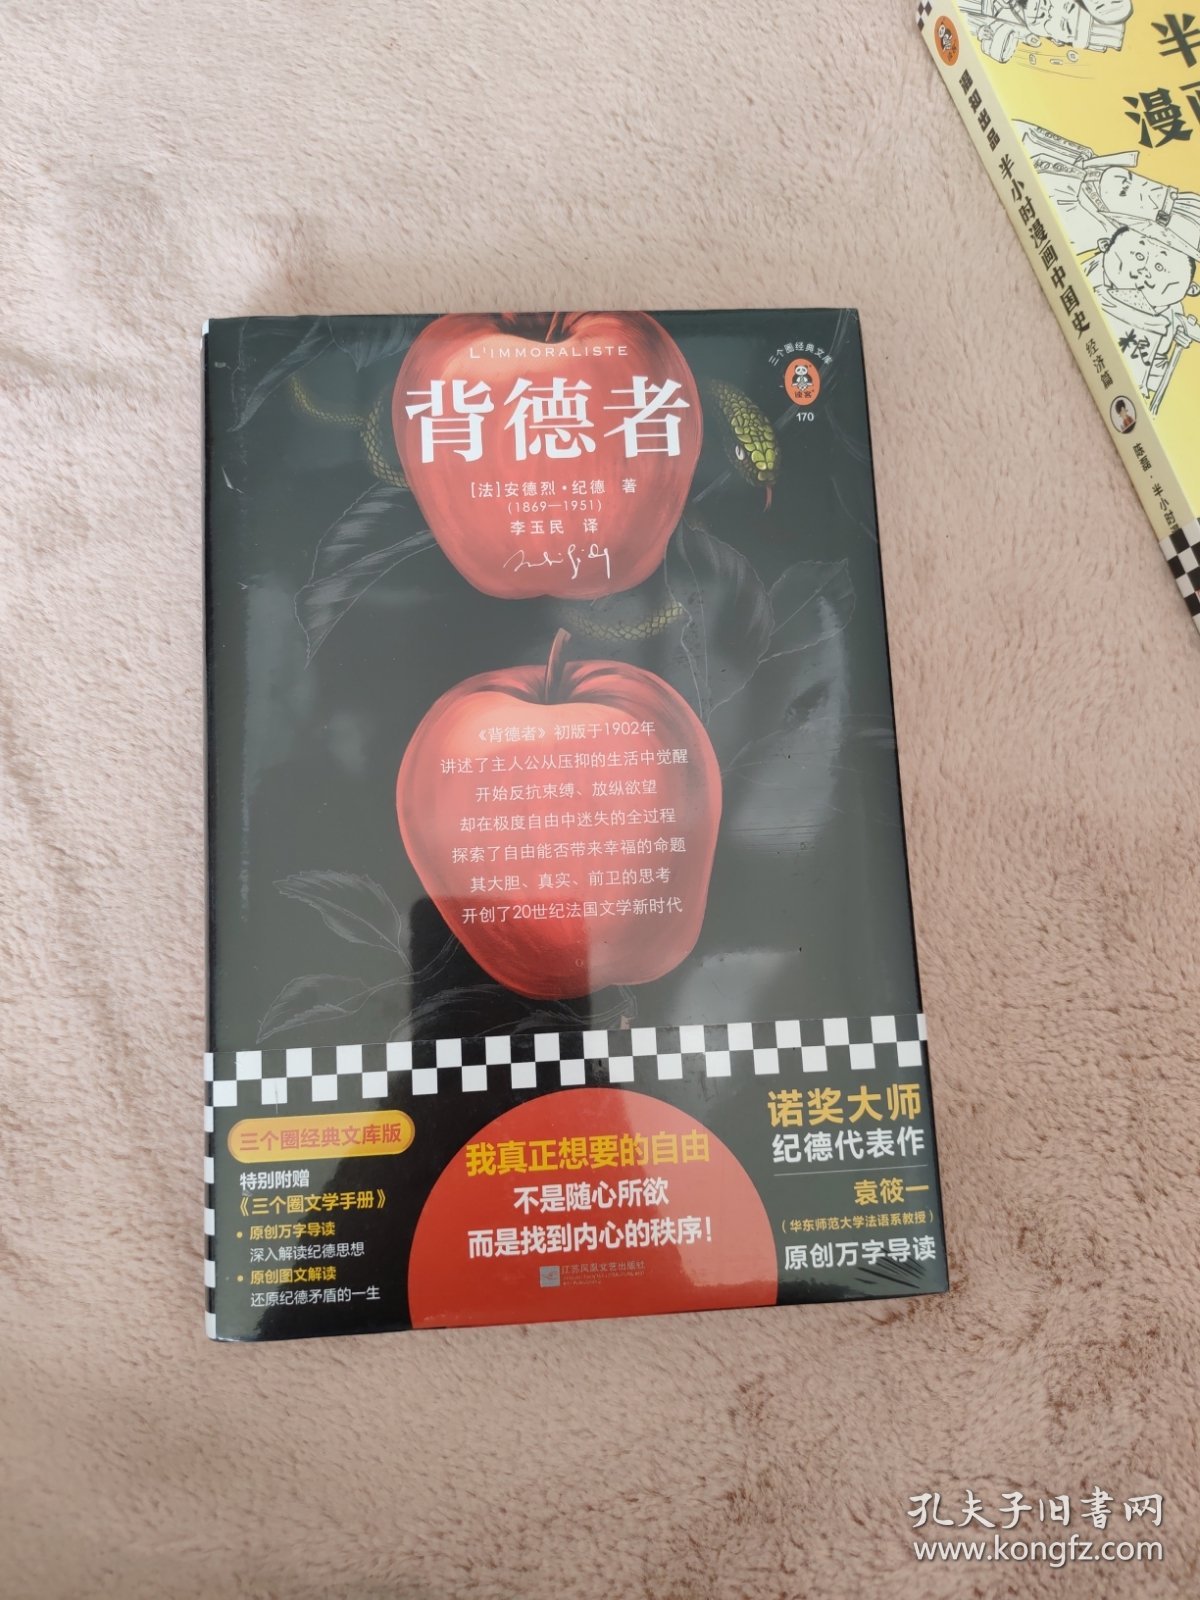 L'IMMORALISTE
背德者
[法]安德烈·纪德 著
(1869—1951)
李玉民 译
三个圈经典文库
读客
170
《背德者》初版于1902年
讲述了主人公从压抑的生活中觉醒
开始反抗束缚、放纵欲望
却在极度自由中迷失的全过程
探索了自由能否带来幸福的命题
其大胆、真实、前卫的思考
开创了20世纪法国文学新时代
三个圈经典文库版
特别附赠
《三个圈文学手册》
• 原创万字导读
深入解读纪德思想
• 原创图文解读
还原纪德矛盾的一生
我真正想要的自由
不是随心所欲
而是找到内心的秩序！
江苏凤凰文艺出版社
诺奖大师
纪德代表作
袁筱一
(华东师范大学法语系教授)
原创万字导读
半
漫画
半小时漫画中国史 经济篇
陈磊·半小时漫
粮
孔夫子旧书网
www.kongfz.com